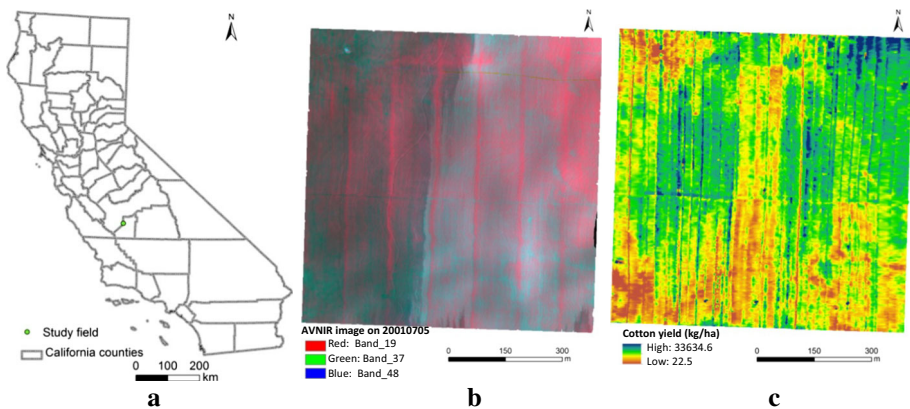 N
N
N
Study field
California counties
0 100 200
km
AVNIR image on 20010705
Red: Band_19
Green: Band_37
Blue: Band_48
0 150 300
m
Cotton yield (kg/ha)
High: 33634.6
Low: 22.5
0 150 300
m
a
b
c